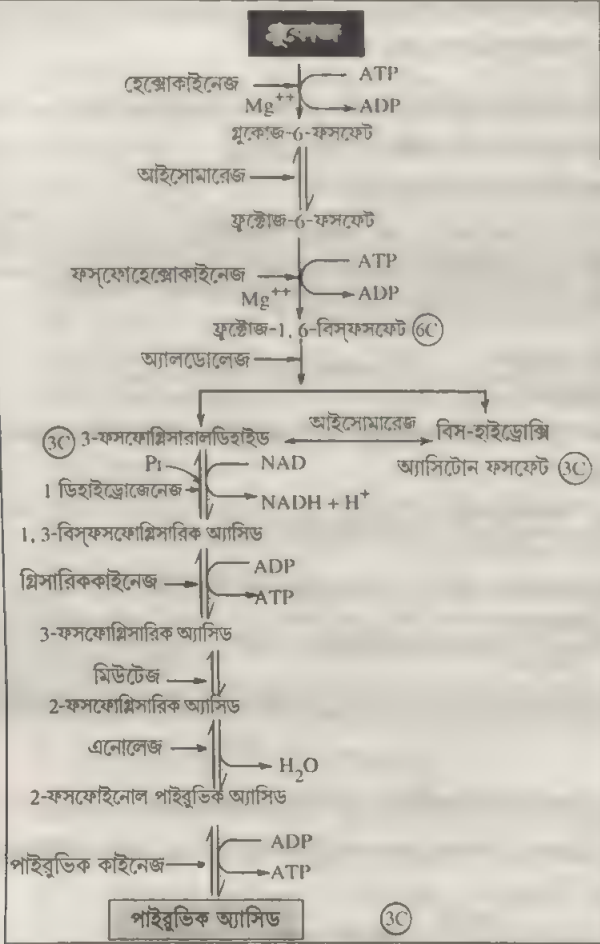 গ্লুকোজ
হেক্সোকাইনেজ
ATP
Mg++
ADP
গ্লুকোজ-6-ফসফেট
আইসোমারেজ
ফ্রুক্টোজ-6-ফসফেট
ফস্ফোহেক্সোকাইনেজ
ATP
Mg++
ADP
ফ্রুক্টোজ-1, 6-বিস্ফসফেট 6C
অ্যালডোলেজ
3C 3-ফসফোগ্লিসারালডিহাইড
আইসোমারেজ
বিস-হাইড্রোক্সি
অ্যাসিটোন ফসফেট 3C
Pi
NAD
1 ডিহাইড্রোজেনেজ
NADH + H+
1, 3-বিস্ফসফোগ্লিসারিক অ্যাসিড
গ্লিসারিককাইনেজ
ADP
ATP
3-ফসফোগ্লিসারিক অ্যাসিড
মিউটেজ
2-ফসফোগ্লিসারিক অ্যাসিড
এনোলেজ
H2O
2-ফসফোইনোল পাইরুভিক অ্যাসিড
পাইরুভিক কাইনেজ
ADP
ATP
পাইরুভিক অ্যাসিড 3C